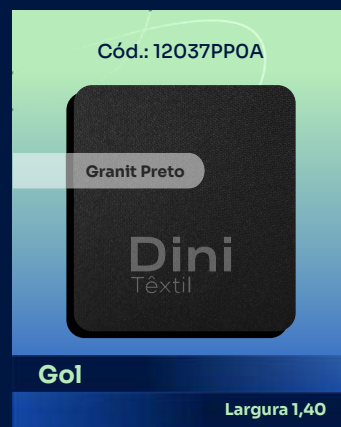 Cód.: 12037PP0A
Granit Preto
Dini
Têxtil
Gol
Largura 1,40